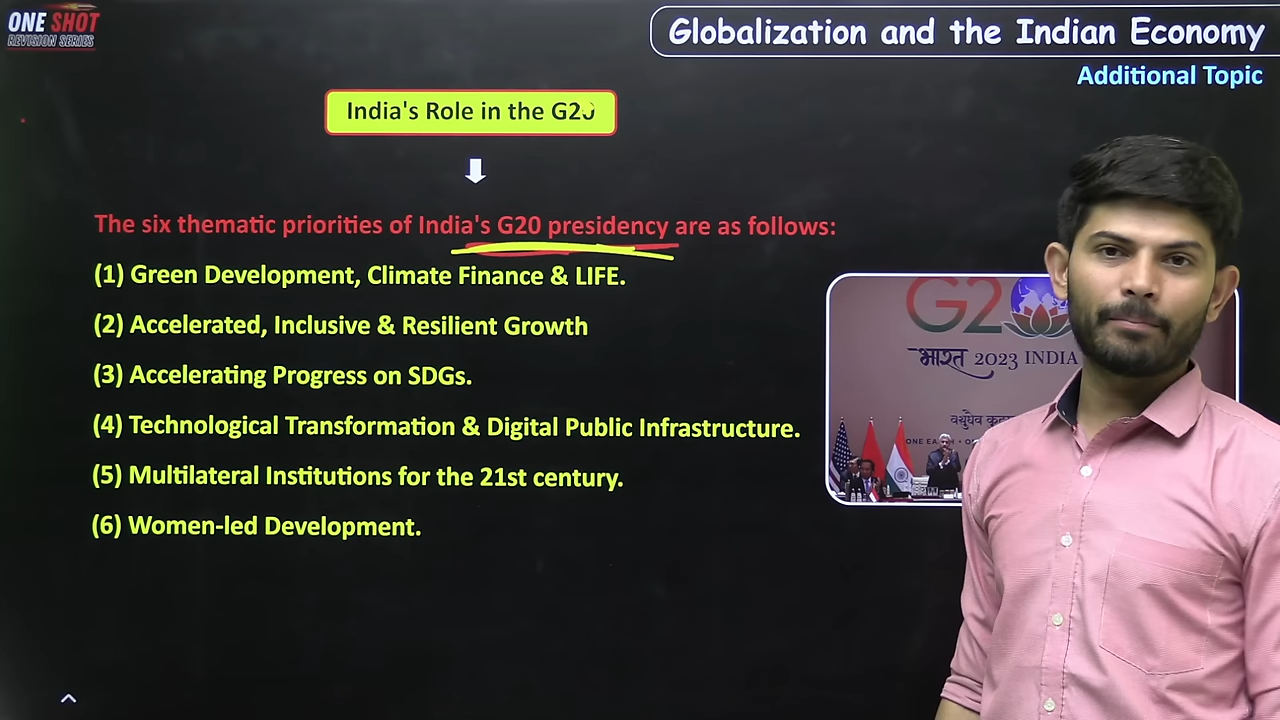 ONE SHOT
REVISION SERIES
Globalization and the Indian Economy
Additional Topic
India's Role in the G20
The six thematic priorities of India's G20 presidency are as follows:
(1) Green Development, Climate Finance & LIFE.
(2) Accelerated, Inclusive & Resilient Growth
(3) Accelerating Progress on SDGs.
(4) Technological Transformation & Digital Public Infrastructure.
(5) Multilateral Institutions for the 21st century.
(6) Women-led Development.
G20
भारत 2023 INDIA
ONE